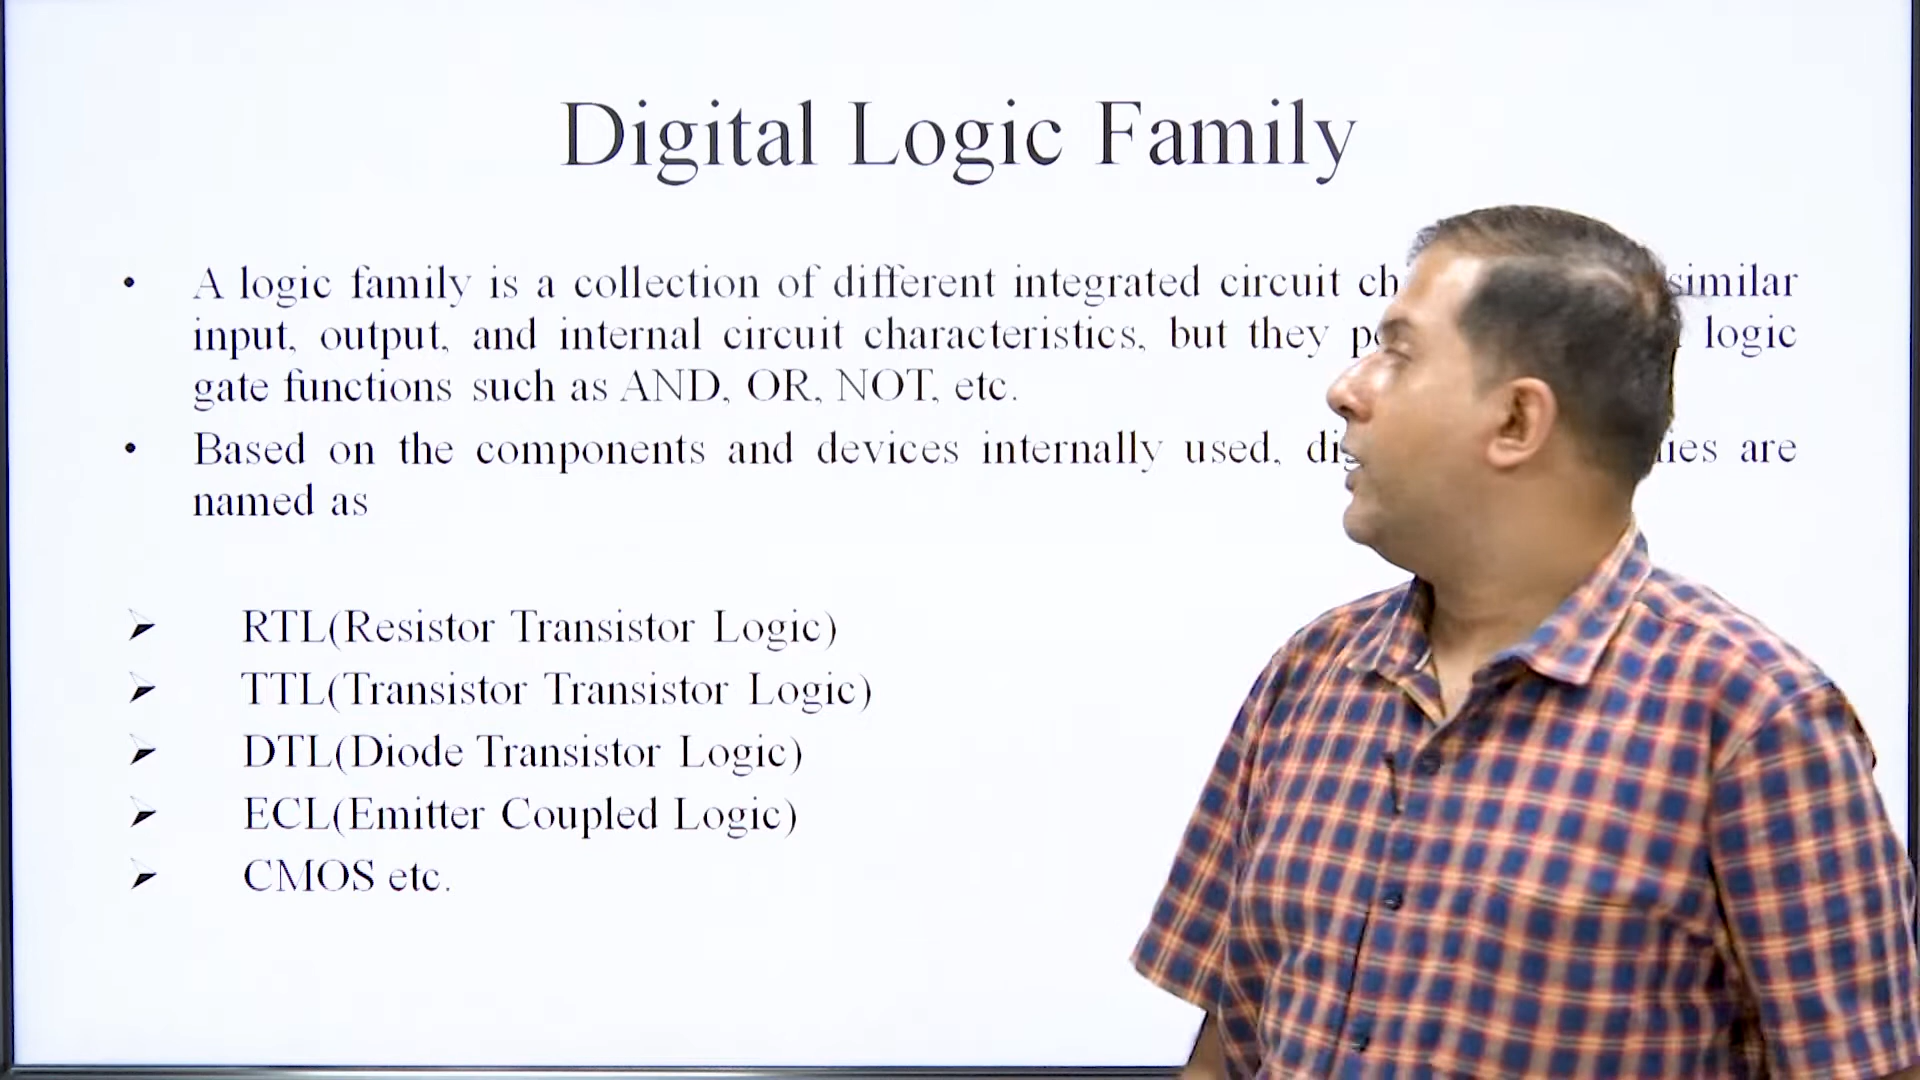 Digital Logic Family
• A logic family is a collection of different integrated circuit similar
input, output, and internal circuit characteristics, but they logic
gate functions such as AND, OR, NOT, etc.
• Based on the components and devices internally used, are
named as
➢ RTL(Resistor Transistor Logic)
➢ TTL(Transistor Transistor Logic)
➢ DTL(Diode Transistor Logic)
➢ ECL(Emitter Coupled Logic)
➢ CMOS etc.